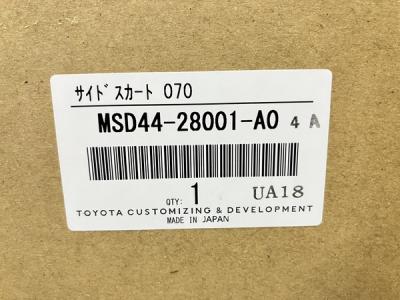 サイドスカート 070
MSD44-28001-A0 4 A
QTY: 1 UA18
TOYOTA CUSTOMIZING & DEVELOPMENT
MADE IN JAPAN